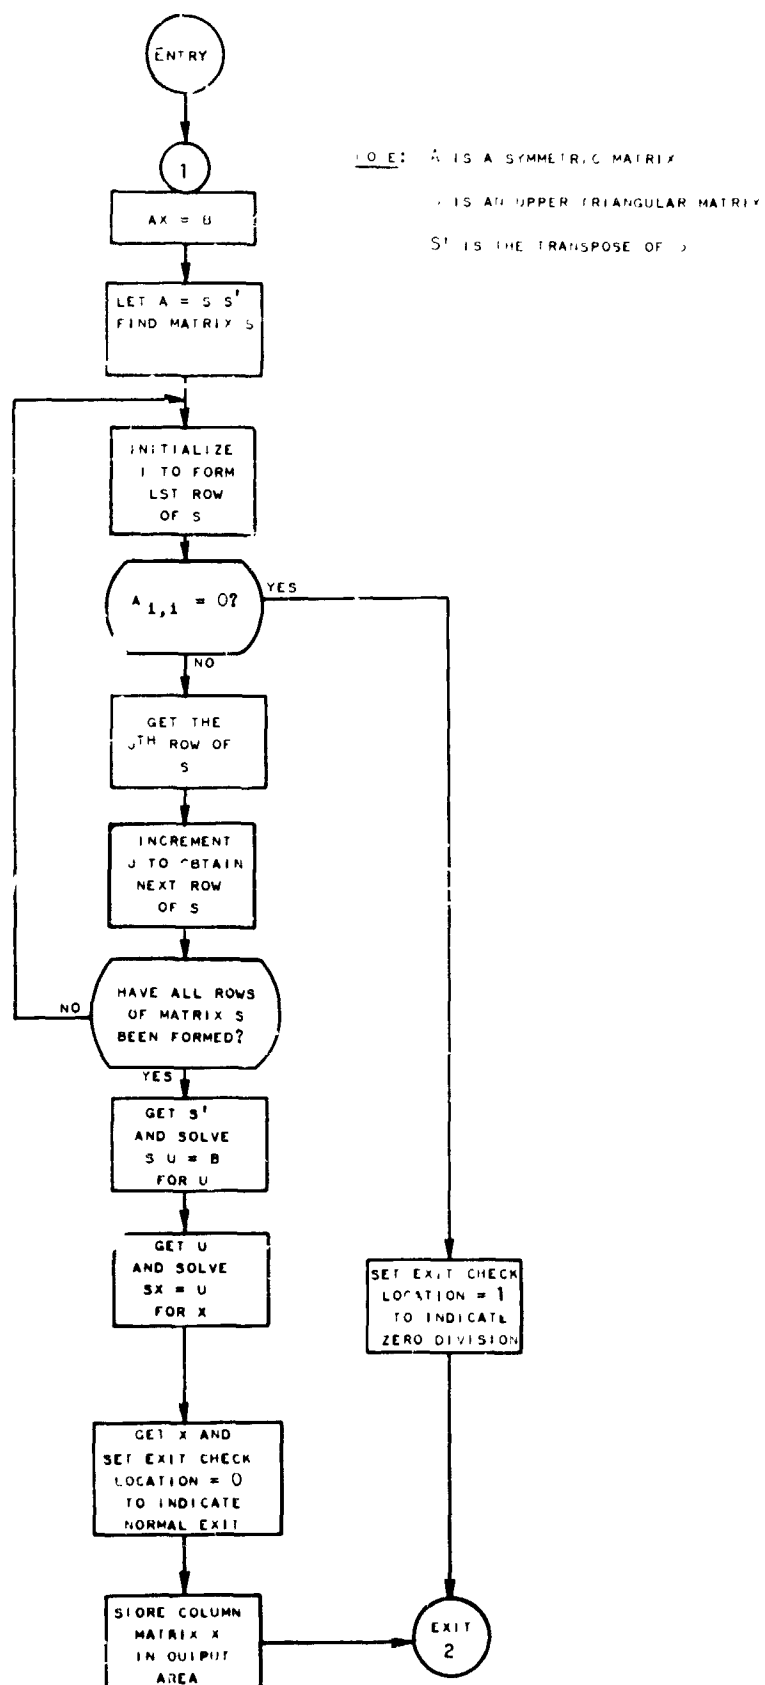 ENTRY
1
A IS A SYMMETRIC MATRIX
IS AN UPPER TRIANGULAR MATRIX
S' IS THE TRANSPOSE OF
AX = B
LET A = S S'
FIND MATRIX S
INITIALIZE
I TO FORM
LST ROW
OF S
A i,i = 0?
YES
NO
GET THE
JTH ROW OF
S
INCREMENT
J TO OBTAIN
NEXT ROW
OF S
HAVE ALL ROWS
OF MATRIX S
BEEN FORMED?
NO
YES
GET S'
AND SOLVE
S U = B
FOR U
GET U
AND SOLVE
SX = U
FOR X
SET EXIT CHECK
LOCATION = 1
TO INDICATE
ZERO DIVISION
GET X AND
SET EXIT CHECK
LOCATION = 0
TO INDICATE
NORMAL EXIT
STORE COLUMN
MATRIX X
IN OUTPUT
AREA
EXIT
2